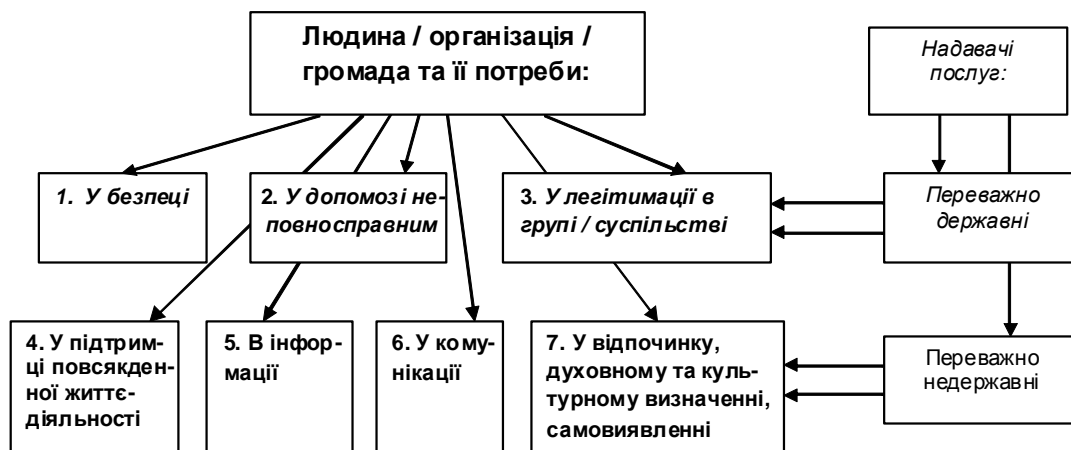 Людина / організація /
громада та її потреби:
Надавачі
послуг:
1. У безпеці
2. У допомозі не-
повносправним
3. У легітимації в
групі / суспільстві
Переважно
державні
4. У підтрим-
ці повсякден-
ної життє-
діяльності
5. В інфор-
мації
6. У кому-
нікації
7. У відпочинку,
духовному та куль-
турному визначенні,
самовиявленні
Переважно
недержавні